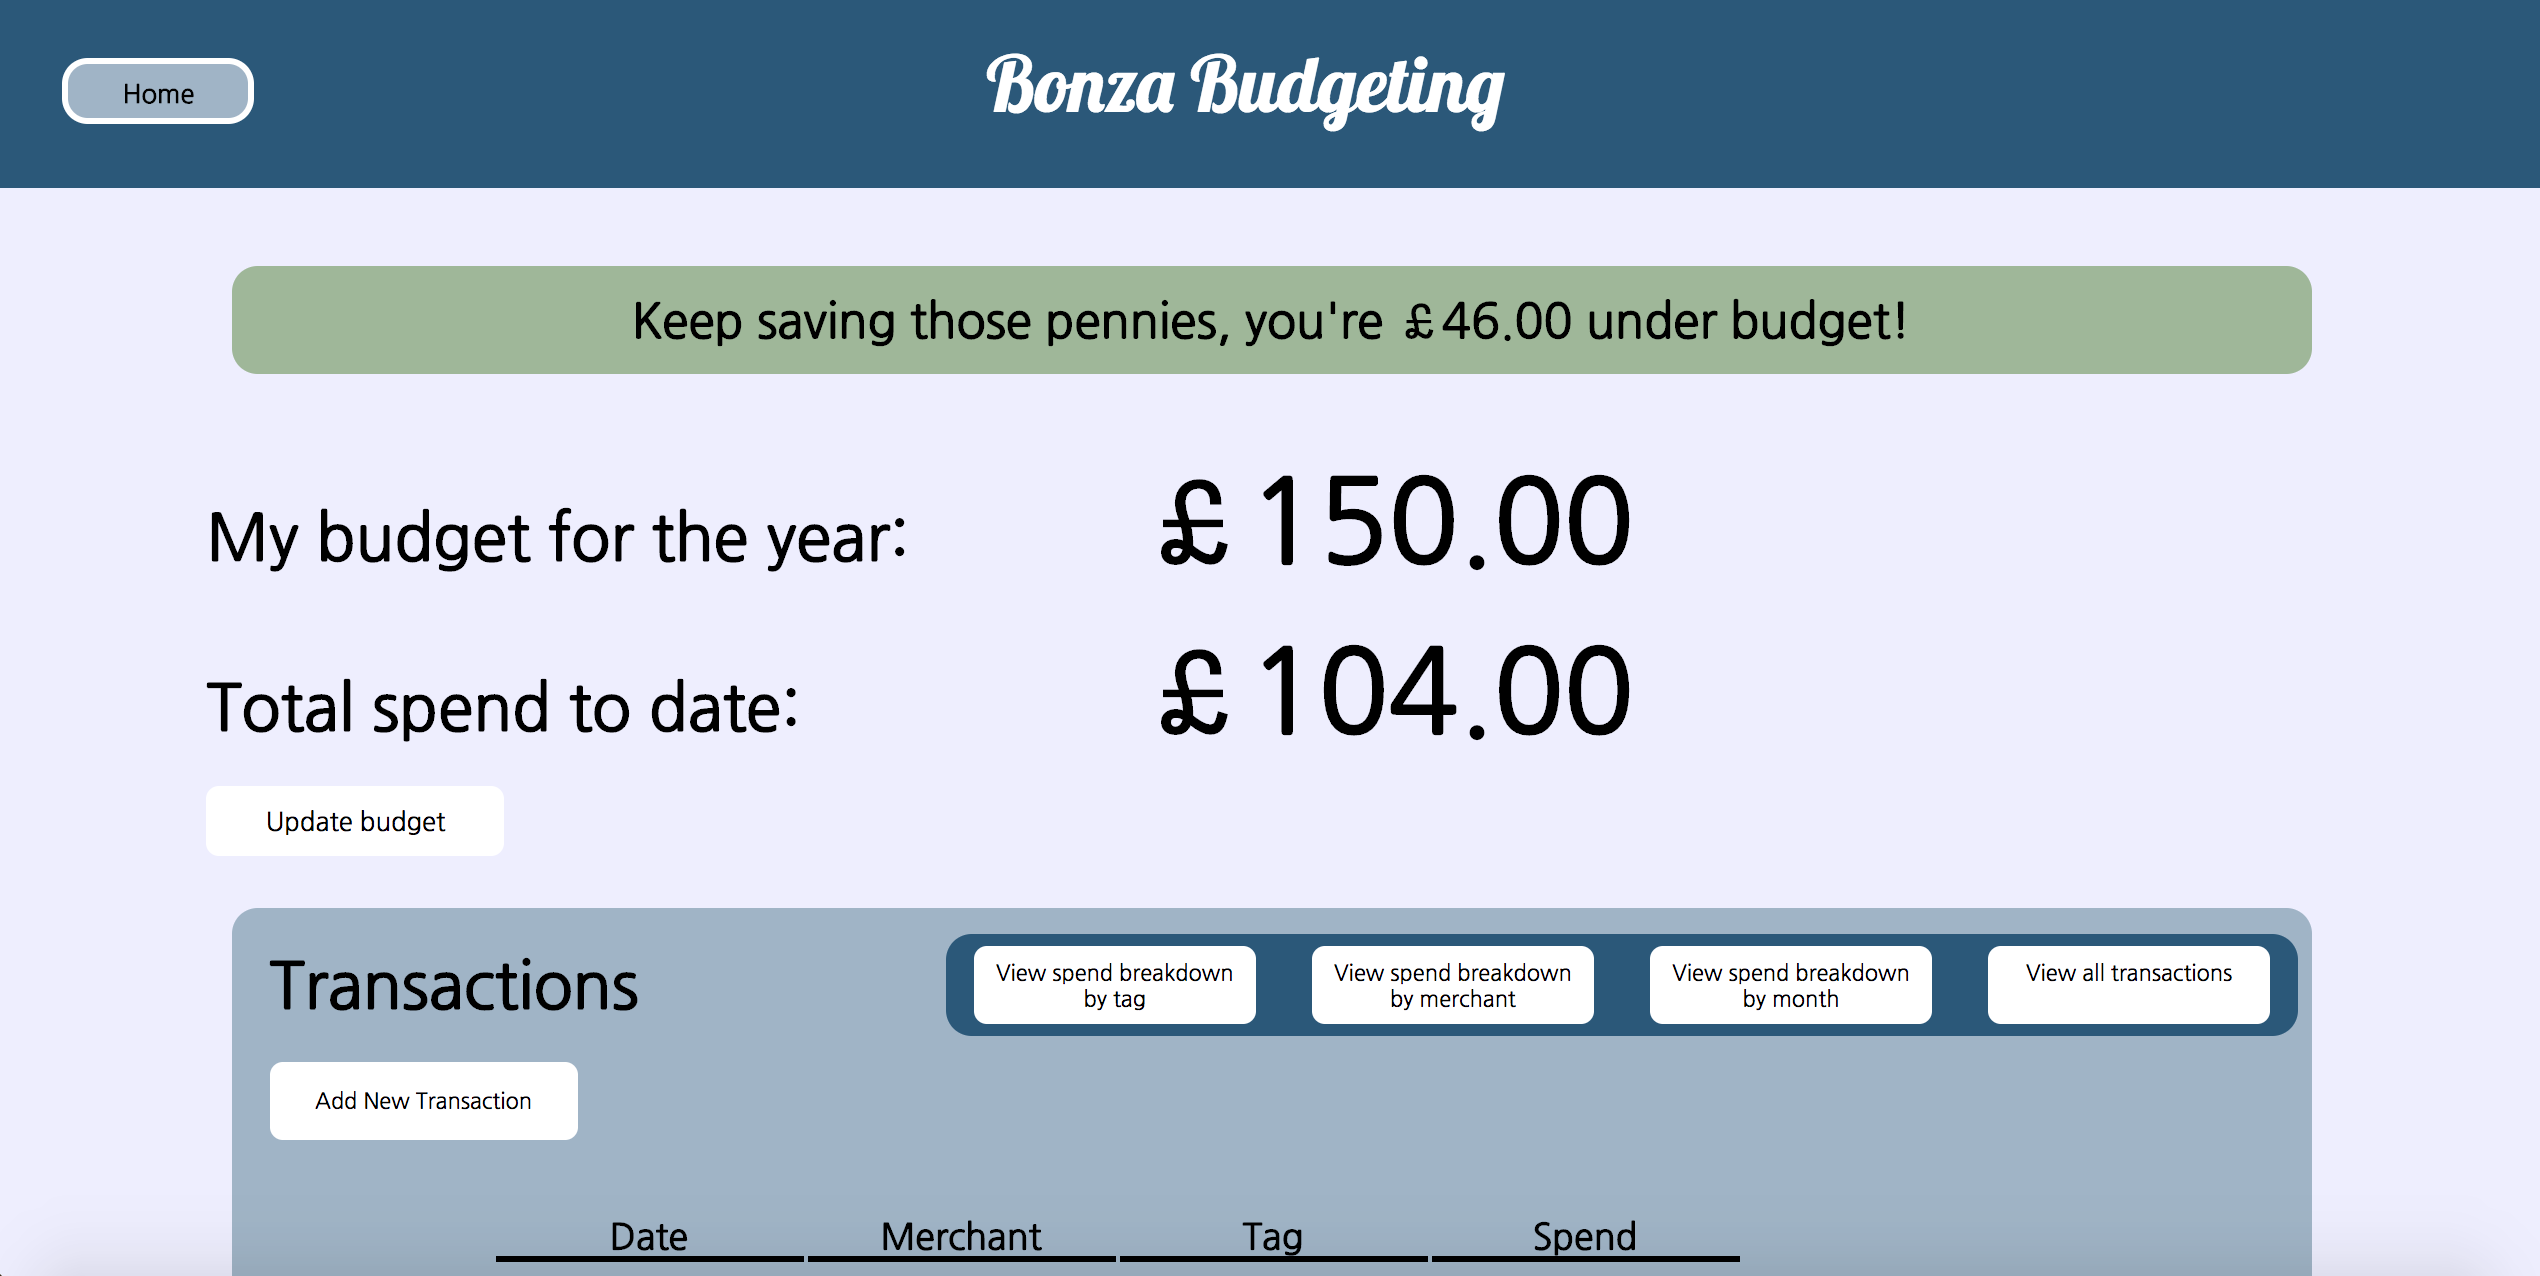 Home
Bonza Budgeting
Keep saving those pennies, you're £46.00 under budget!
My budget for the year: £150.00
Total spend to date: £104.00
Update budget
Transactions
View spend breakdown
by tag
View spend breakdown
by merchant
View spend breakdown
by month
View all transactions
Add New Transaction
Date Merchant Tag Spend